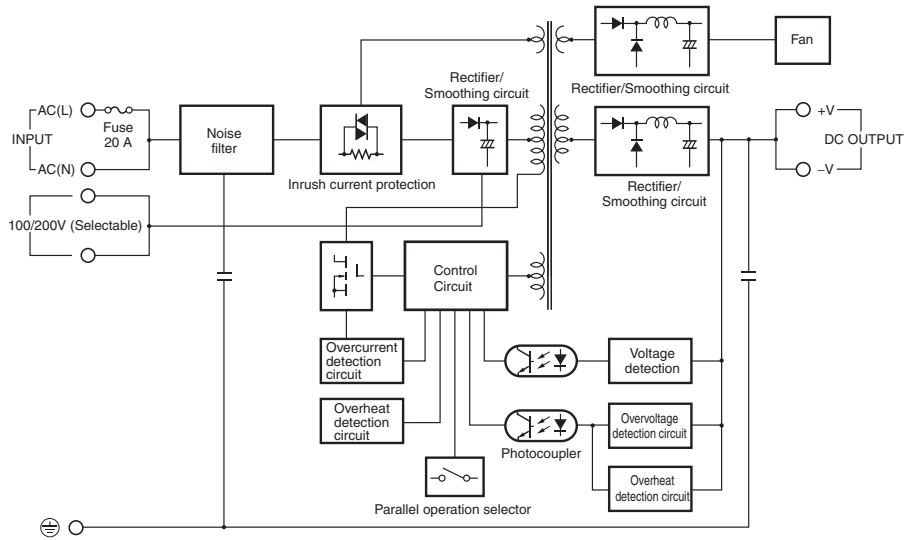 Fan
Rectifier/Smoothing circuit
Rectifier/
Smoothing circuit
AC(L)
Fuse
20 A
INPUT
AC(N)
Noise
filter
Inrush current protection
+V
DC OUTPUT
–V
Rectifier/
Smoothing circuit
100/200V (Selectable)
Control
Circuit
Overcurrent
detection
circuit
Voltage
detection
Overheat
detection
circuit
Overvoltage
detection circuit
Photocoupler
Overheat
detection circuit
Parallel operation selector